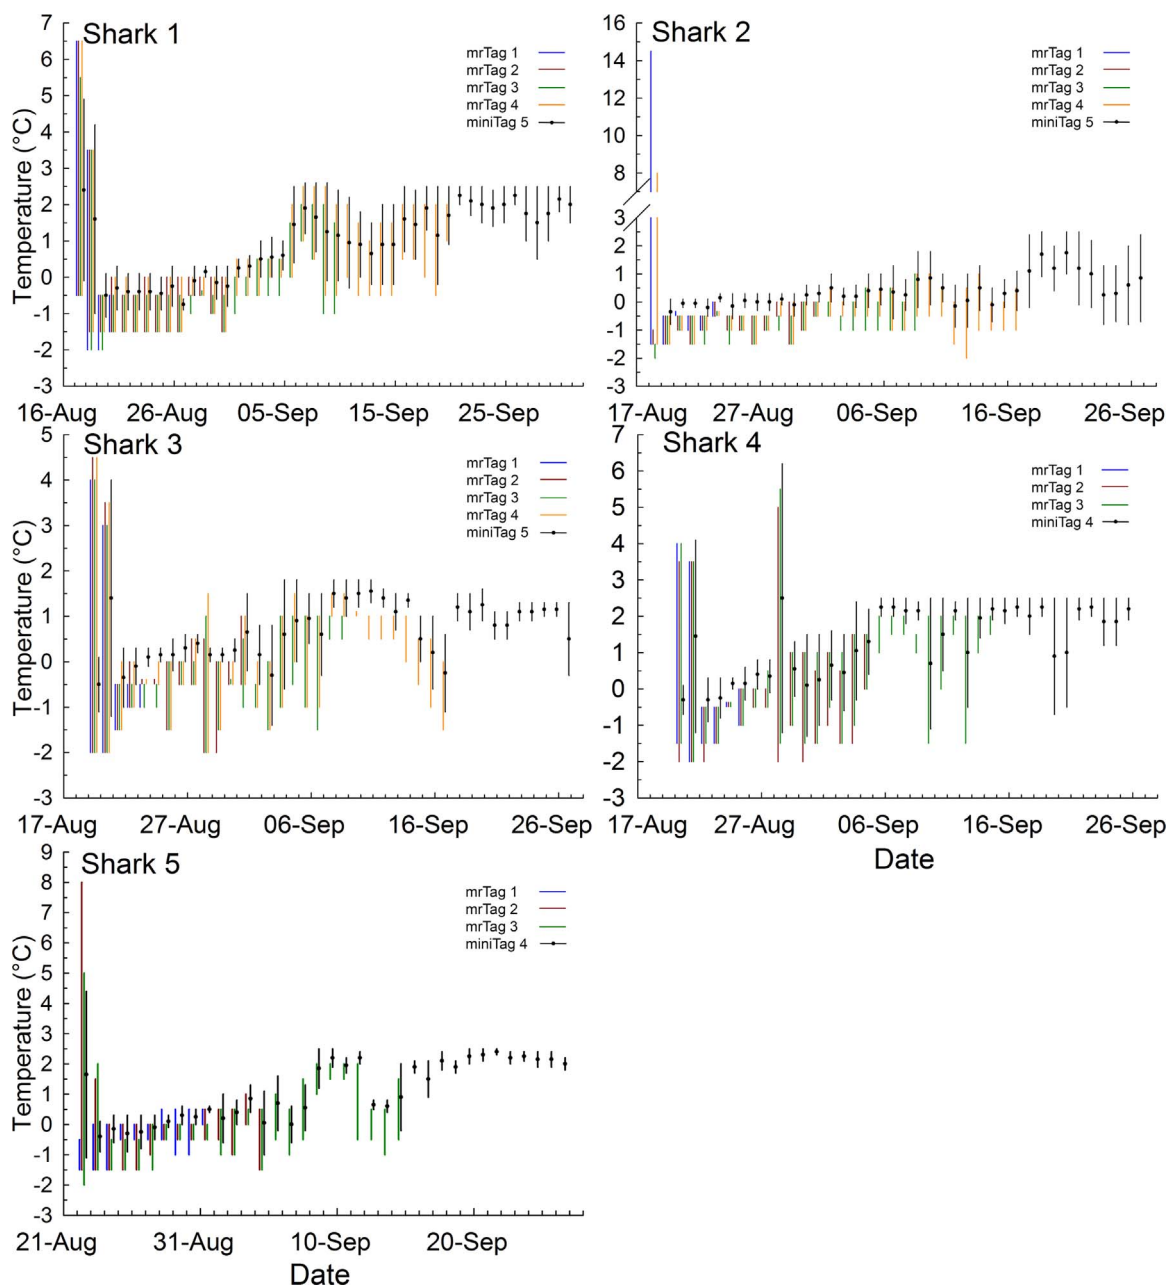 Shark 1
7
6
5
4
3
2
1
0
-1
-2
-3
Temperature (°C)
mrTag 1
mrTag 2
mrTag 3
mrTag 4
miniTag 5
16-Aug 26-Aug 05-Sep 15-Sep 25-Sep
Shark 2
16
14
12
10
8
3
2
1
0
-1
-2
-3
Temperature (°C)
mrTag 1
mrTag 2
mrTag 3
mrTag 4
miniTag 5
17-Aug 27-Aug 06-Sep 16-Sep 26-Sep
Shark 3
5
4
3
2
1
0
-1
-2
-3
Temperature (°C)
mrTag 1
mrTag 2
mrTag 3
mrTag 4
miniTag 5
17-Aug 27-Aug 06-Sep 16-Sep 26-Sep
Shark 4
7
6
5
4
3
2
1
0
-1
-2
-3
mrTag 1
mrTag 2
mrTag 3
miniTag 4
17-Aug 27-Aug 06-Sep 16-Sep 26-Sep
Date
Shark 5
9
8
7
6
5
4
3
2
1
0
-1
-2
-3
Temperature (°C)
mrTag 1
mrTag 2
mrTag 3
miniTag 4
21-Aug 31-Aug 10-Sep 20-Sep
Date